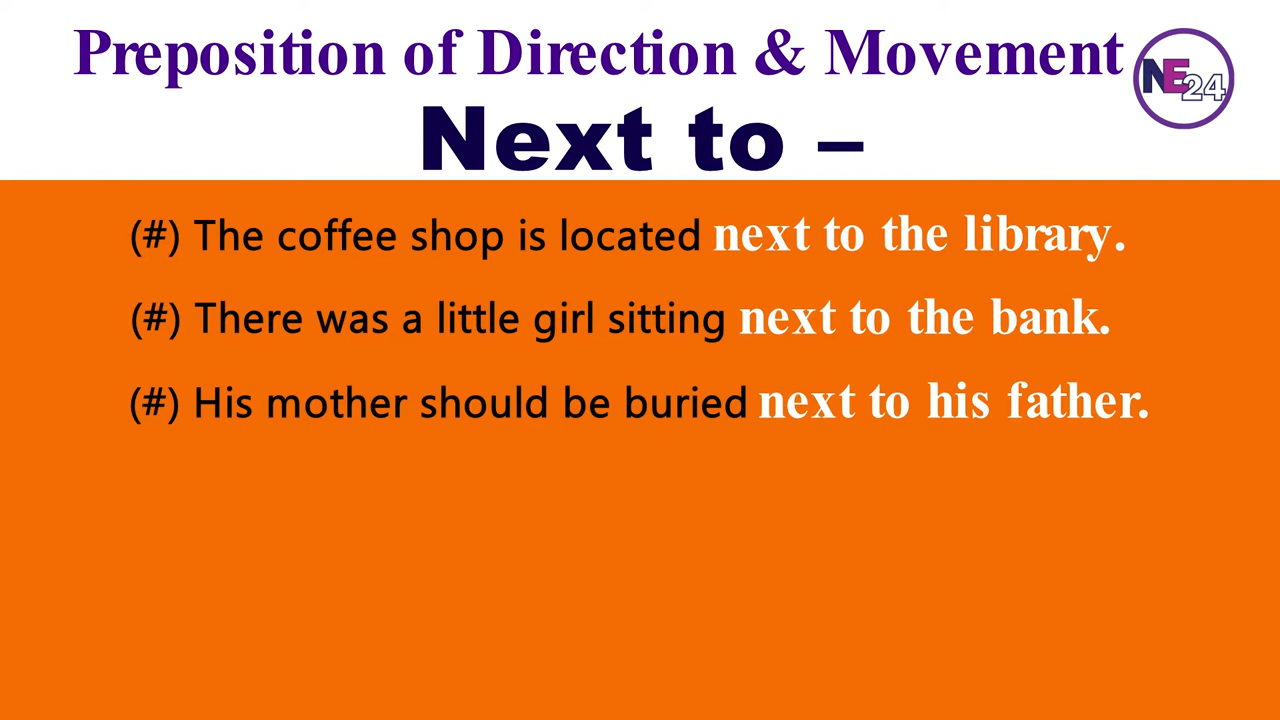 Preposition of Direction & Movement
NE24
Next to –
(#) The coffee shop is located next to the library.
(#) There was a little girl sitting next to the bank.
(#) His mother should be buried next to his father.